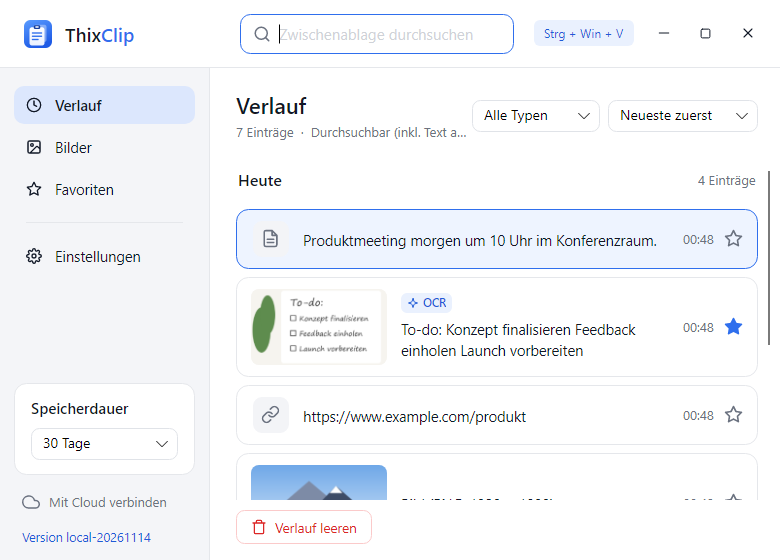 ThixClip
Zwischenablage durchsuchen
Strg + Win + V
Verlauf
Bilder
Favoriten
Einstellungen
Speicherdauer
30 Tage
Mit Cloud verbinden
Version local-20261114
Verlauf
7 Einträge · Durchsuchbar (inkl. Text a...
Alle Typen
Neueste zuerst
Heute
4 Einträge
Produktmeeting morgen um 10 Uhr im Konferenzraum.
00:48
To-do:
Konzept finalisieren
Feedback einholen
Launch vorbereiten
OCR
To-do: Konzept finalisieren Feedback
einholen Launch vorbereiten
00:48
https://www.example.com/produkt
00:48
Verlauf leeren